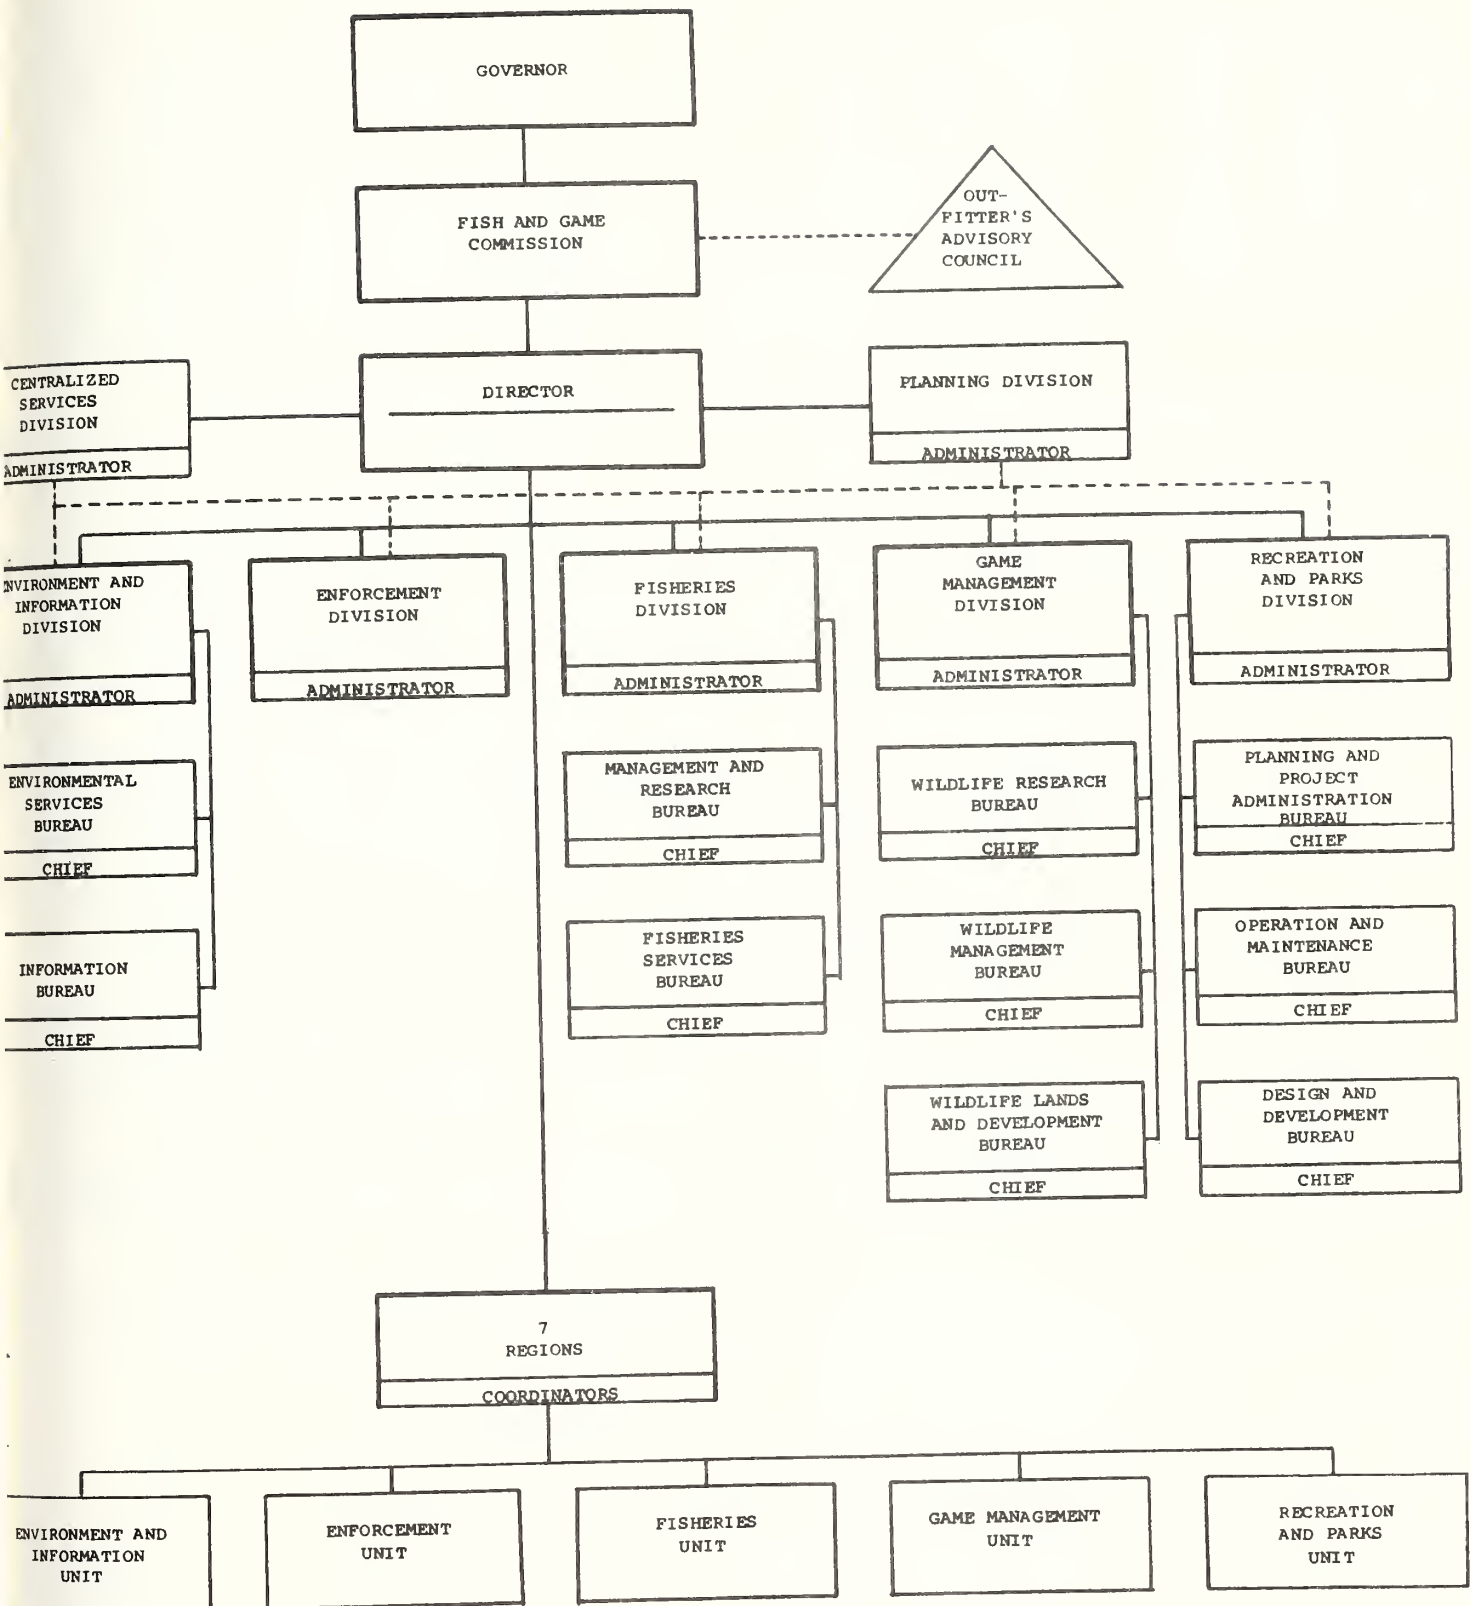 GOVERNOR
FISH AND GAME
COMMISSION
OUT-
FITTER'S
ADVISORY
COUNCIL
CENTRALIZED
SERVICES
DIVISION
ADMINISTRATOR
DIRECTOR
PLANNING DIVISION
ADMINISTRATOR
ENVIRONMENT AND
INFORMATION
DIVISION
ADMINISTRATOR
ENFORCEMENT
DIVISION
ADMINISTRATOR
FISHERIES
DIVISION
ADMINISTRATOR
GAME
MANAGEMENT
DIVISION
ADMINISTRATOR
RECREATION
AND PARKS
DIVISION
ADMINISTRATOR
ENVIRONMENTAL
SERVICES
BUREAU
CHIEF
MANAGEMENT AND
RESEARCH
BUREAU
CHIEF
WILDLIFE RESEARCH
BUREAU
CHIEF
PLANNING AND
PROJECT
ADMINISTRATION
BUREAU
CHIEF
INFORMATION
BUREAU
CHIEF
FISHERIES
SERVICES
BUREAU
CHIEF
WILDLIFE
MANAGEMENT
BUREAU
CHIEF
OPERATION AND
MAINTENANCE
BUREAU
CHIEF
WILDLIFE LANDS
AND DEVELOPMENT
BUREAU
CHIEF
DESIGN AND
DEVELOPMENT
BUREAU
CHIEF
7
REGIONS
COORDINATORS
ENVIRONMENT AND
INFORMATION
UNIT
ENFORCEMENT
UNIT
FISHERIES
UNIT
GAME MANAGEMENT
UNIT
RECREATION
AND PARKS
UNIT